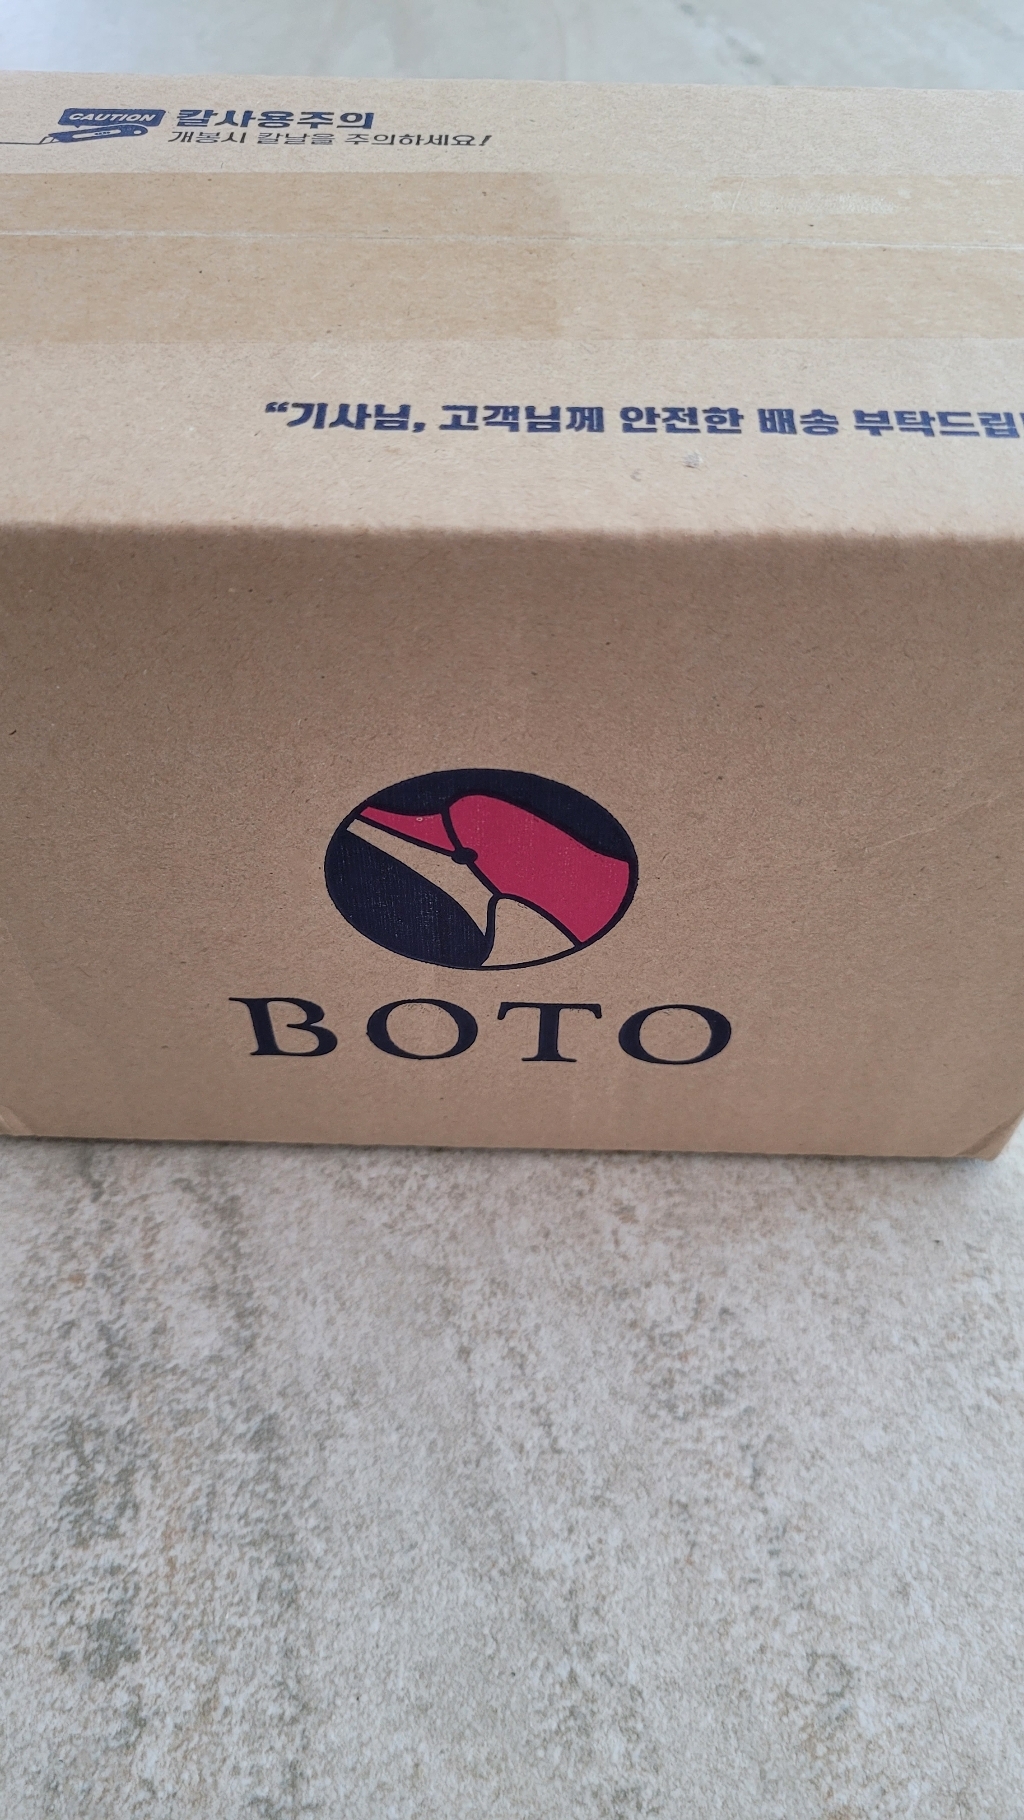 CAUTION 칼사용주의
개봉시 칼날을 주의하세요!
“기사님, 고객님께 안전한 배송 부탁드립
BOTO